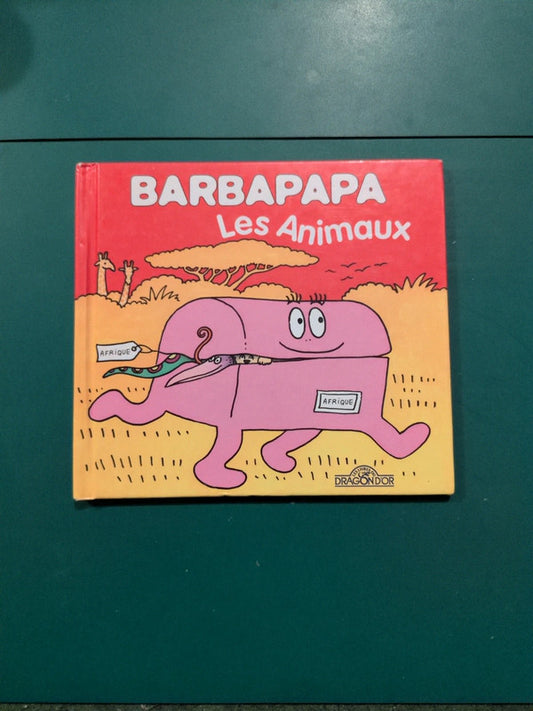 BARBAPAPA
Les Animaux
AFRIQUE
AFRIQUE
DRAGON D'OR